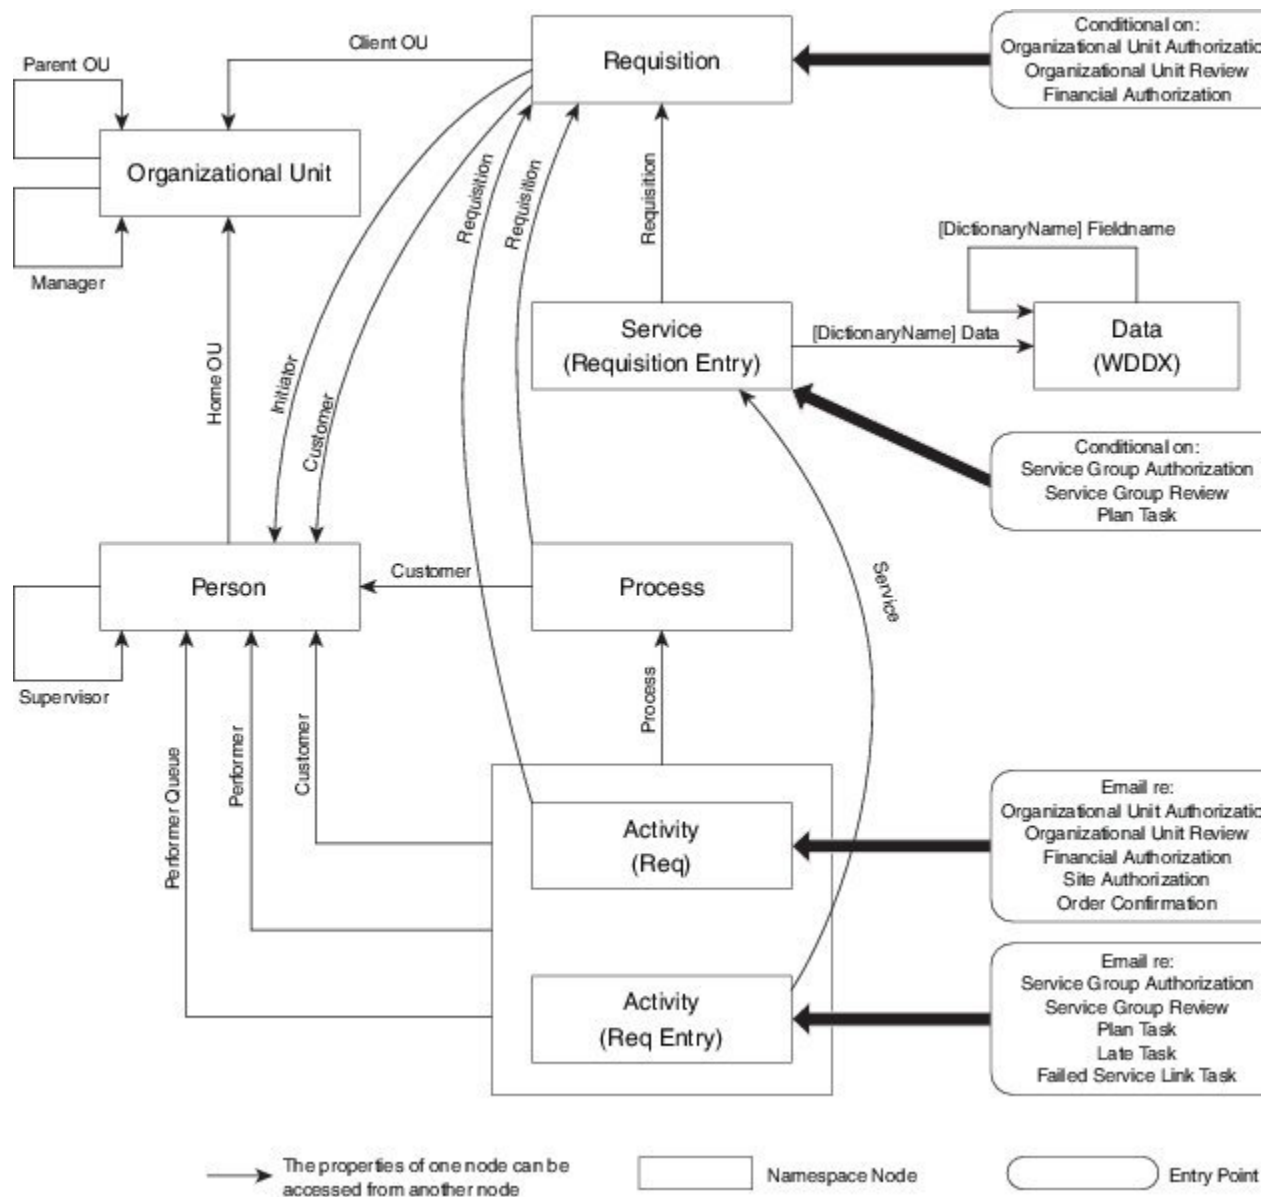 Conditional on:
Organizational Unit Authorizatio
Organizational Unit Review
Financial Authorization
Client OU
Requisition
Parent OU
Organizational Unit
Manager
Requisition
Requisition
Requisition
[DictionaryName] Fieldname
Service
(Requisition Entry)
[DictionaryName] Data
Data
(WDDX)
Home OU
Initiator
Customer
Conditional on:
Service Group Authorization
Service Group Review
Plan Task
Person
Customer
Process
Service
Supervisor
Process
Performer Queue
Performer
Customer
Activity
(Req)
Email re:
Organizational Unit Authorizatio
Organizational Unit Review
Financial Authorization
Site Authorization
Order Confirmation
Activity
(Req Entry)
Email re:
Service Group Authorization
Service Group Review
Plan Task
Late Task
Failed Service Link Task
The properties of one node can be
accessed from another node
Namespace Node
Entry Point